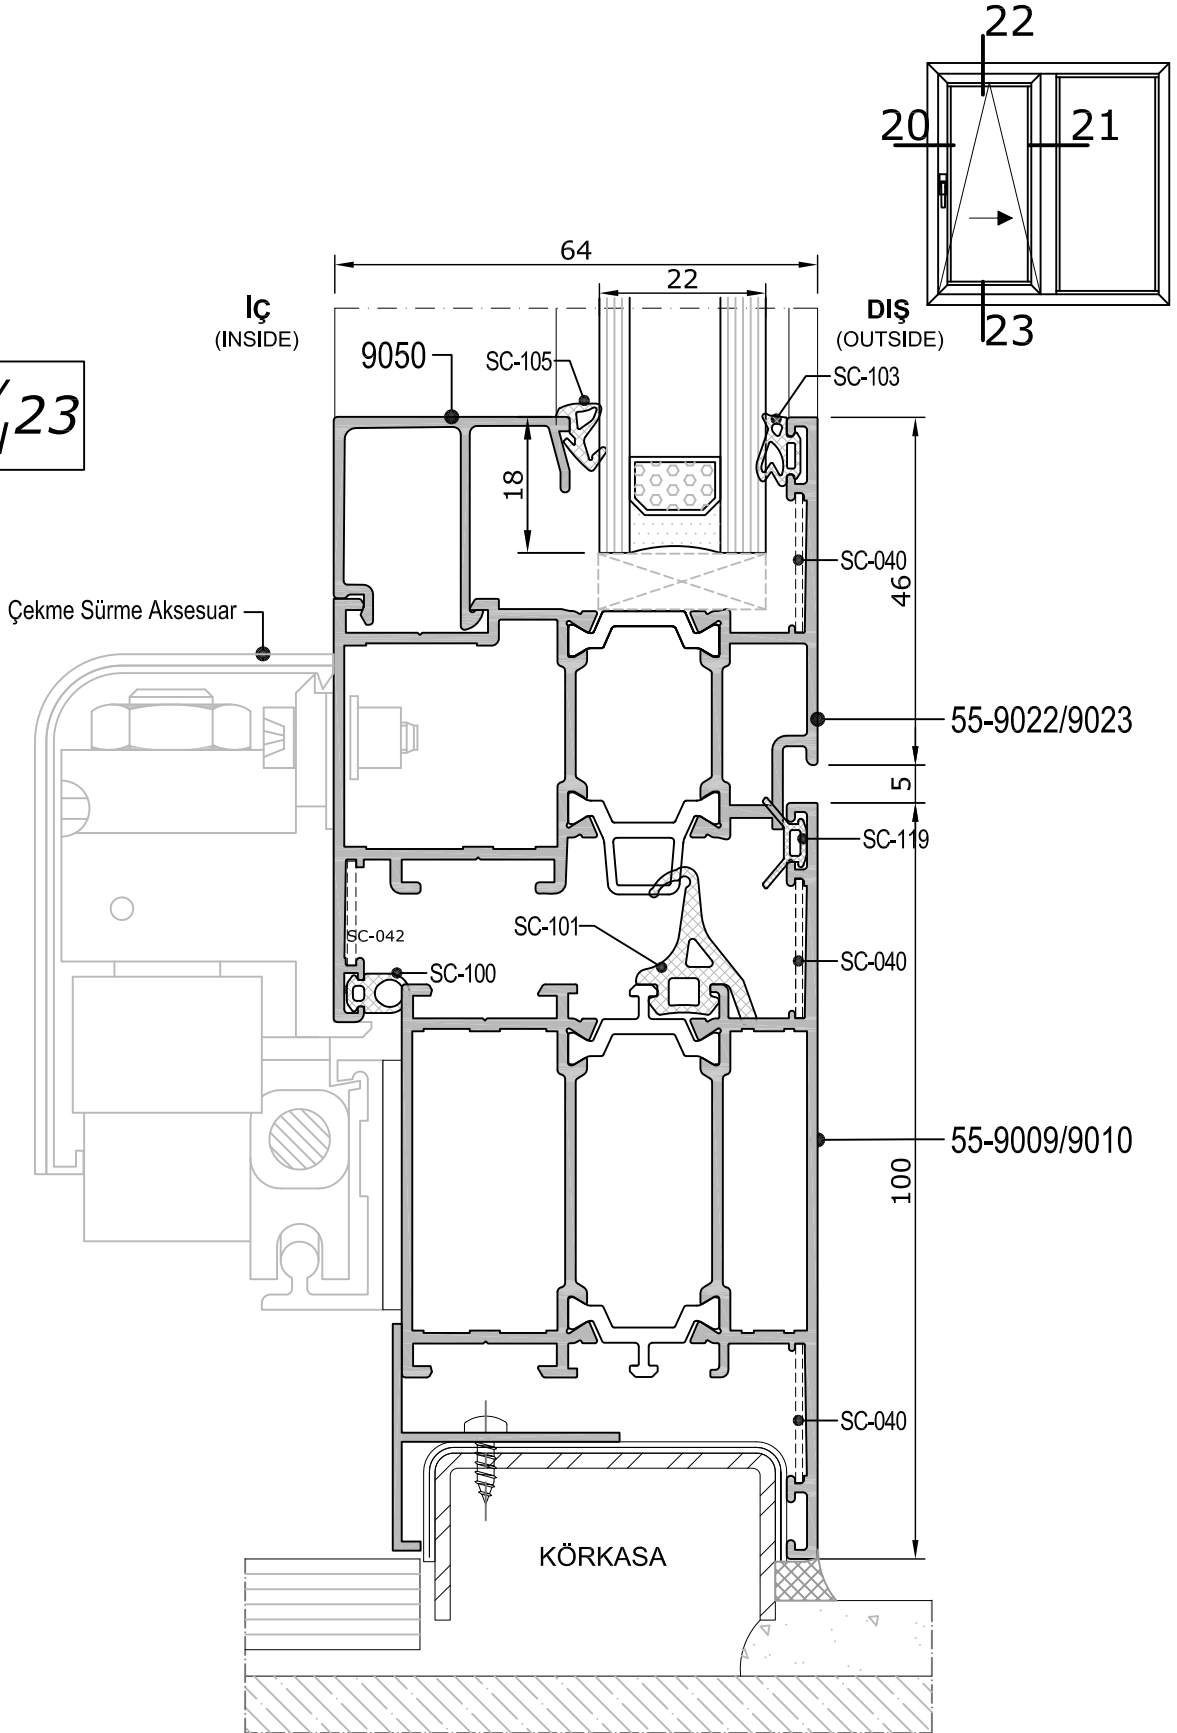 22
20
21
23
64
22
İÇ
(INSIDE)
DIŞ
(OUTSIDE)
9050
SC-105
SC-103
23
18
SC-040
46
Çekme Sürme Aksesuar
55-9022/9023
5
SC-119
SC-101
SC-042
SC-100
SC-040
55-9009/9010
100
SC-040
KÖRKASA